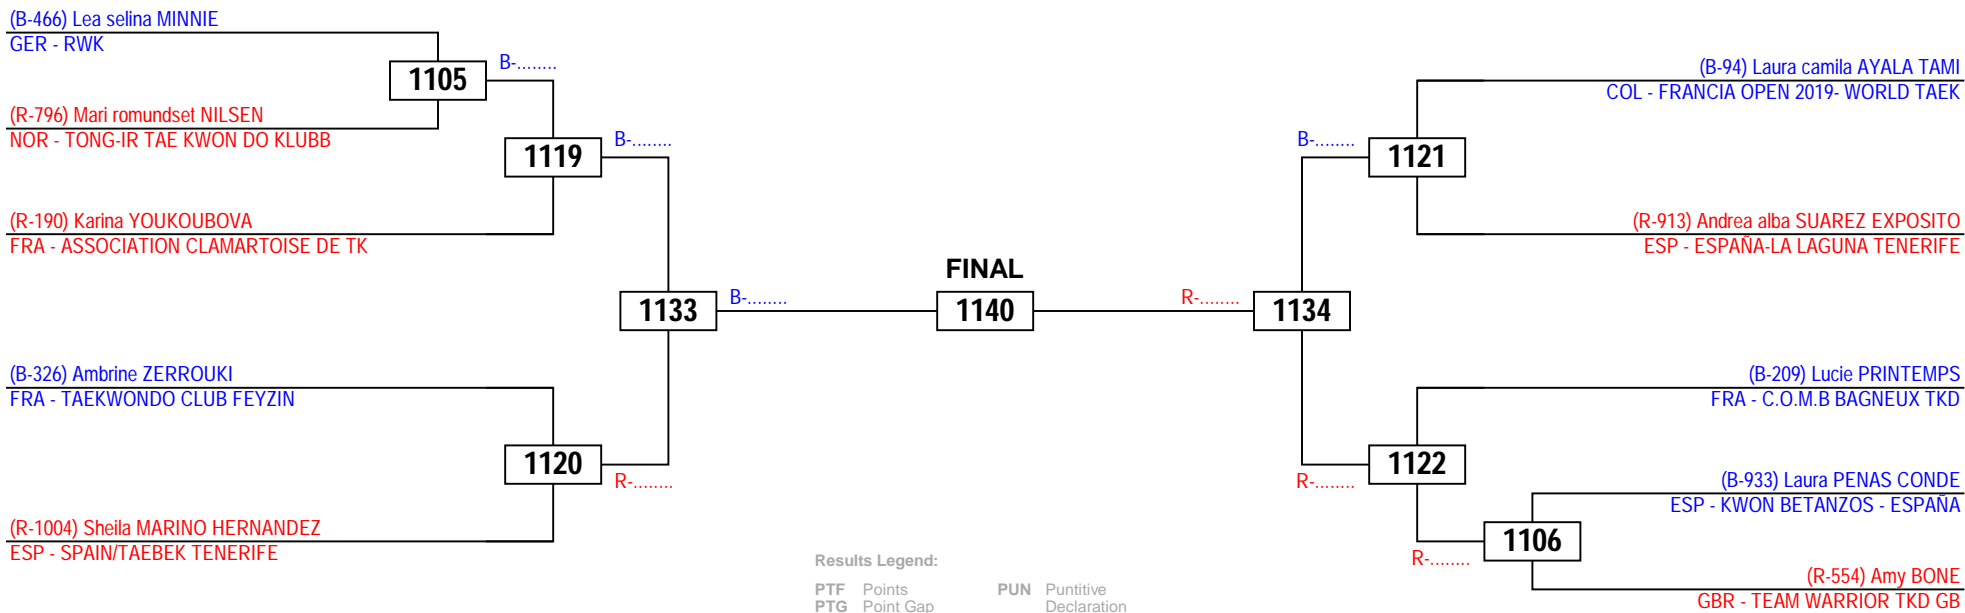 (B-466) Lea selina MINNIE
GER - RWK
1105
B-........
(R-796) Mari romundset NILSEN
NOR - TONG-IR TAE KWON DO KLUBB
1119
B-........
(R-190) Karina YOUKOUBOVA
FRA - ASSOCIATION CLAMARTOISE DE TK
1133
B-........
(B-326) Ambrine ZERROUKI
FRA - TAEKWONDO CLUB FEYZIN
1120
R-........
(R-1004) Sheila MARINO HERNANDEZ
ESP - SPAIN/TAEBEK TENERIFE
FINAL
1140
(B-94) Laura camila AYALA TAMI
COL - FRANCIA OPEN 2019- WORLD TAEK
B-........
1121
(R-913) Andrea alba SUAREZ EXPOSITO
ESP - ESPAÑA-LA LAGUNA TENERIFE
R-........
1134
(B-209) Lucie PRINTEMPS
FRA - C.O.M.B BAGNEUX TKD
1122
R-........
(B-933) Laura PENAS CONDE
ESP - KWON BETANZOS - ESPAÑA
1106
R-........
(R-554) Amy BONE
GBR - TEAM WARRIOR TKD GB
Results Legend:
PTF Points
PTG Point Gap
PUN Puntitive
Declaration